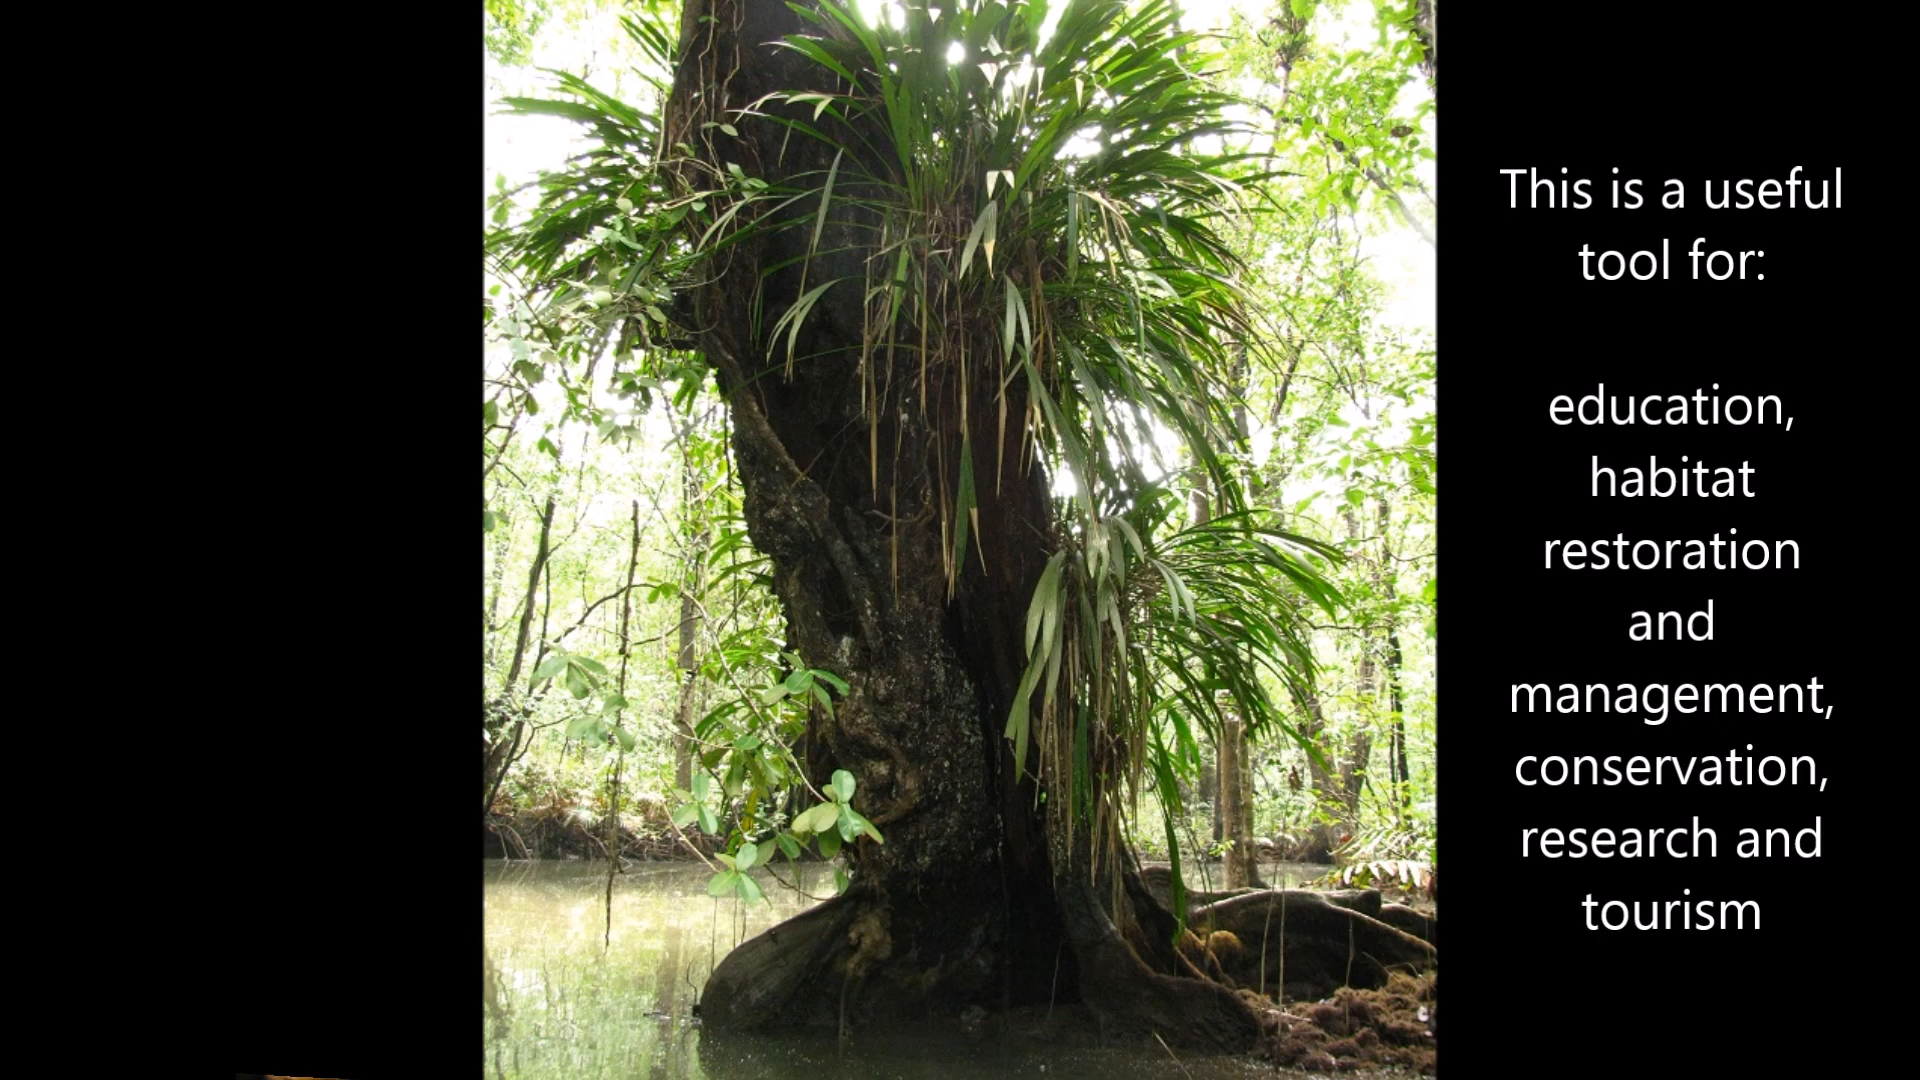 This is a useful
tool for:
education,
habitat
restoration
and
management,
conservation,
research and
tourism